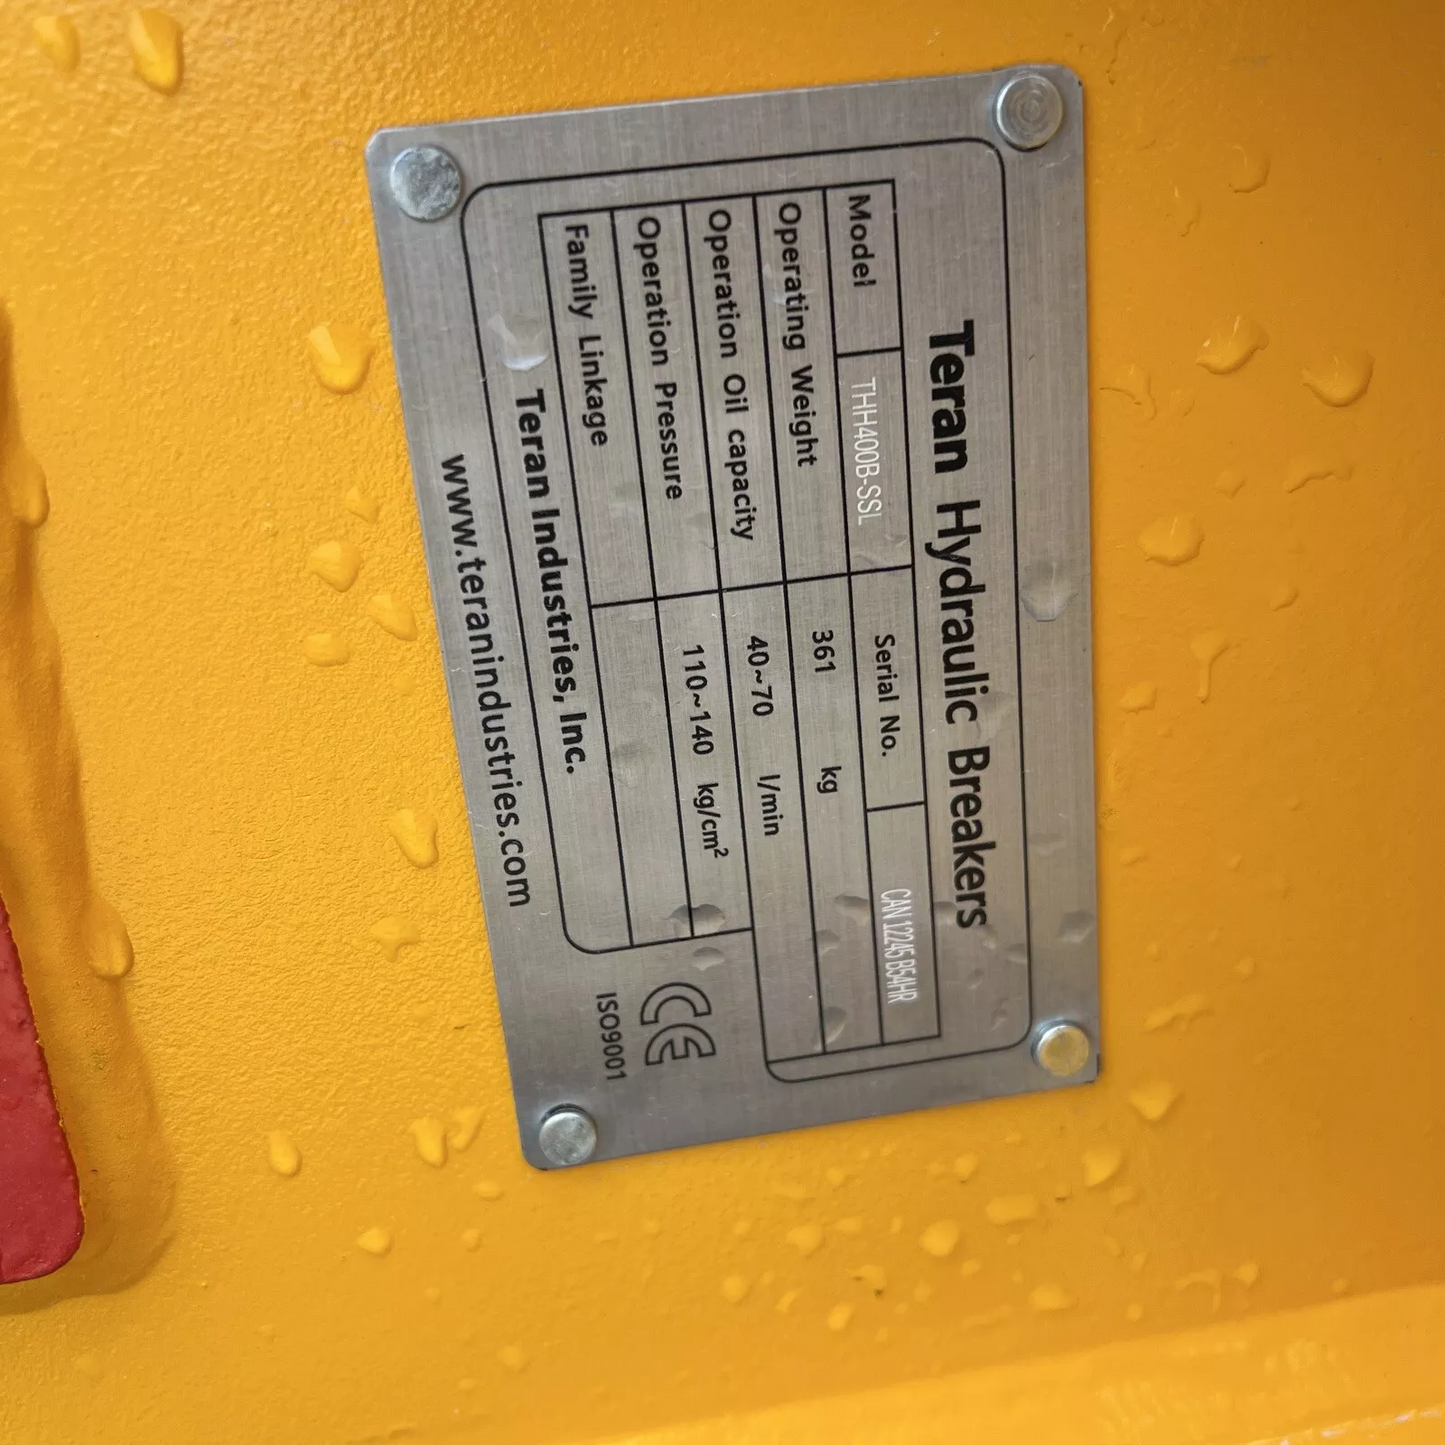 Teran Hydraulic Breakers
Model THH400B-SSL Serial No. CAN 12245 B54HR
Operating Weight 361 kg
Operation Oil capacity 40~70 l/min
Operation Pressure 110~140 kg/cm²
Family Linkage
CE
ISO9001
Teran Industries, Inc.
www.teranindustries.com